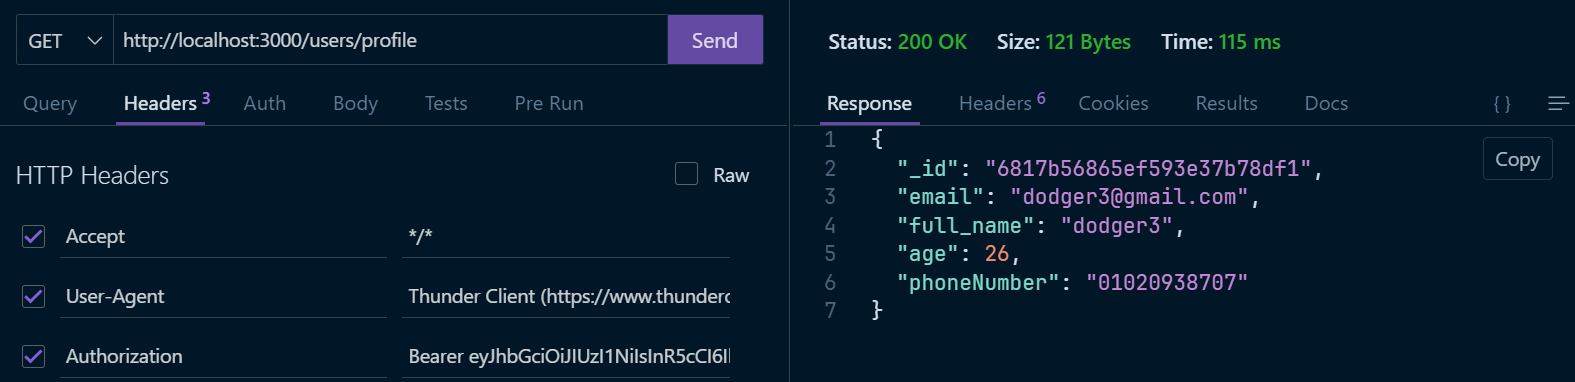 GET http://localhost:3000/users/profile Send
Query Headers 3 Auth Body Tests Pre Run
HTTP Headers Raw
Accept */*
User-Agent Thunder Client (https://www.thunderc
Authorization Bearer eyJhbGciOiJIUzI1NiIsInR5cCI6Il
Status: 200 OK Size: 121 Bytes Time: 115 ms
Response Headers 6 Cookies Results Docs { }
1 {
2 "_id": "6817b56865ef593e37b78df1",
3 "email": "dodger3@gmail.com",
4 "full_name": "dodger3",
5 "age": 26,
6 "phoneNumber": "01020938707"
7 }
Copy